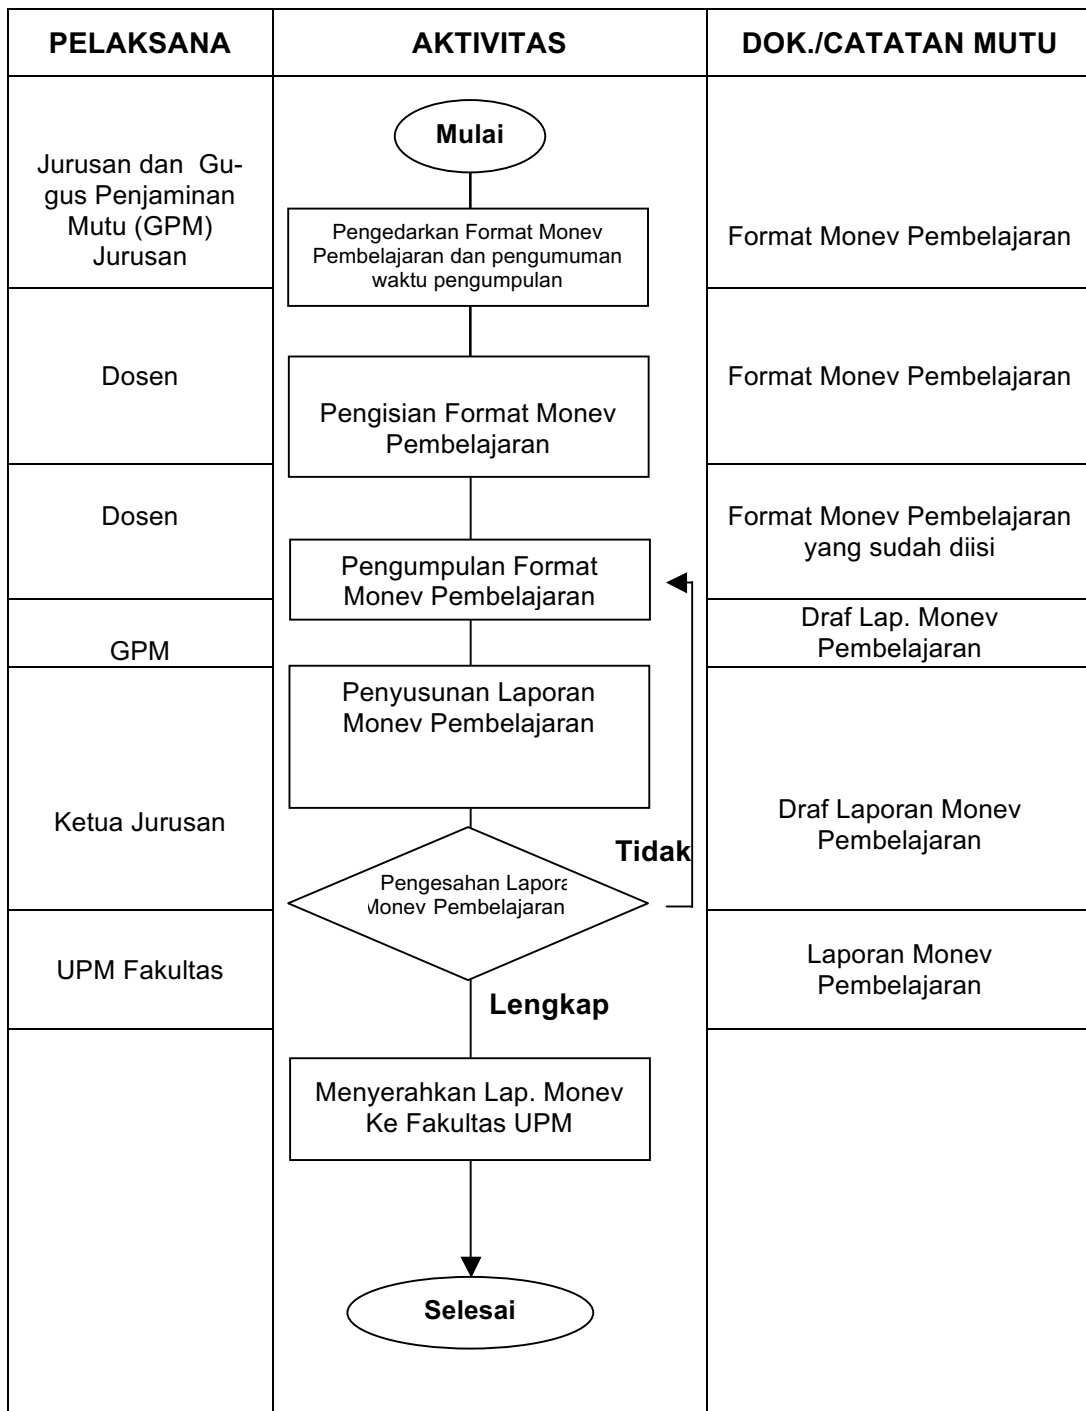 PELAKSANA
AKTIVITAS
DOK./CATATAN MUTU
Mulai
Jurusan dan Gu-
gus Penjaminan
Mutu (GPM)
Jurusan
Pengedarkan Format Monev
Pembelajaran dan pengumuman
waktu pengumpulan
Format Monev Pembelajaran
Dosen
Pengisian Format Monev
Pembelajaran
Format Monev Pembelajaran
Dosen
Pengumpulan Format
Monev Pembelajaran
Format Monev Pembelajaran
yang sudah diisi
GPM
Penyusunan Laporan
Monev Pembelajaran
Draf Lap. Monev
Pembelajaran
Ketua Jurusan
Pengesahan Lapora
Monev Pembelajaran
Tidak
Draf Laporan Monev
Pembelajaran
UPM Fakultas
Lengkap
Laporan Monev
Pembelajaran
Menyerahkan Lap. Monev
Ke Fakultas UPM
Selesai